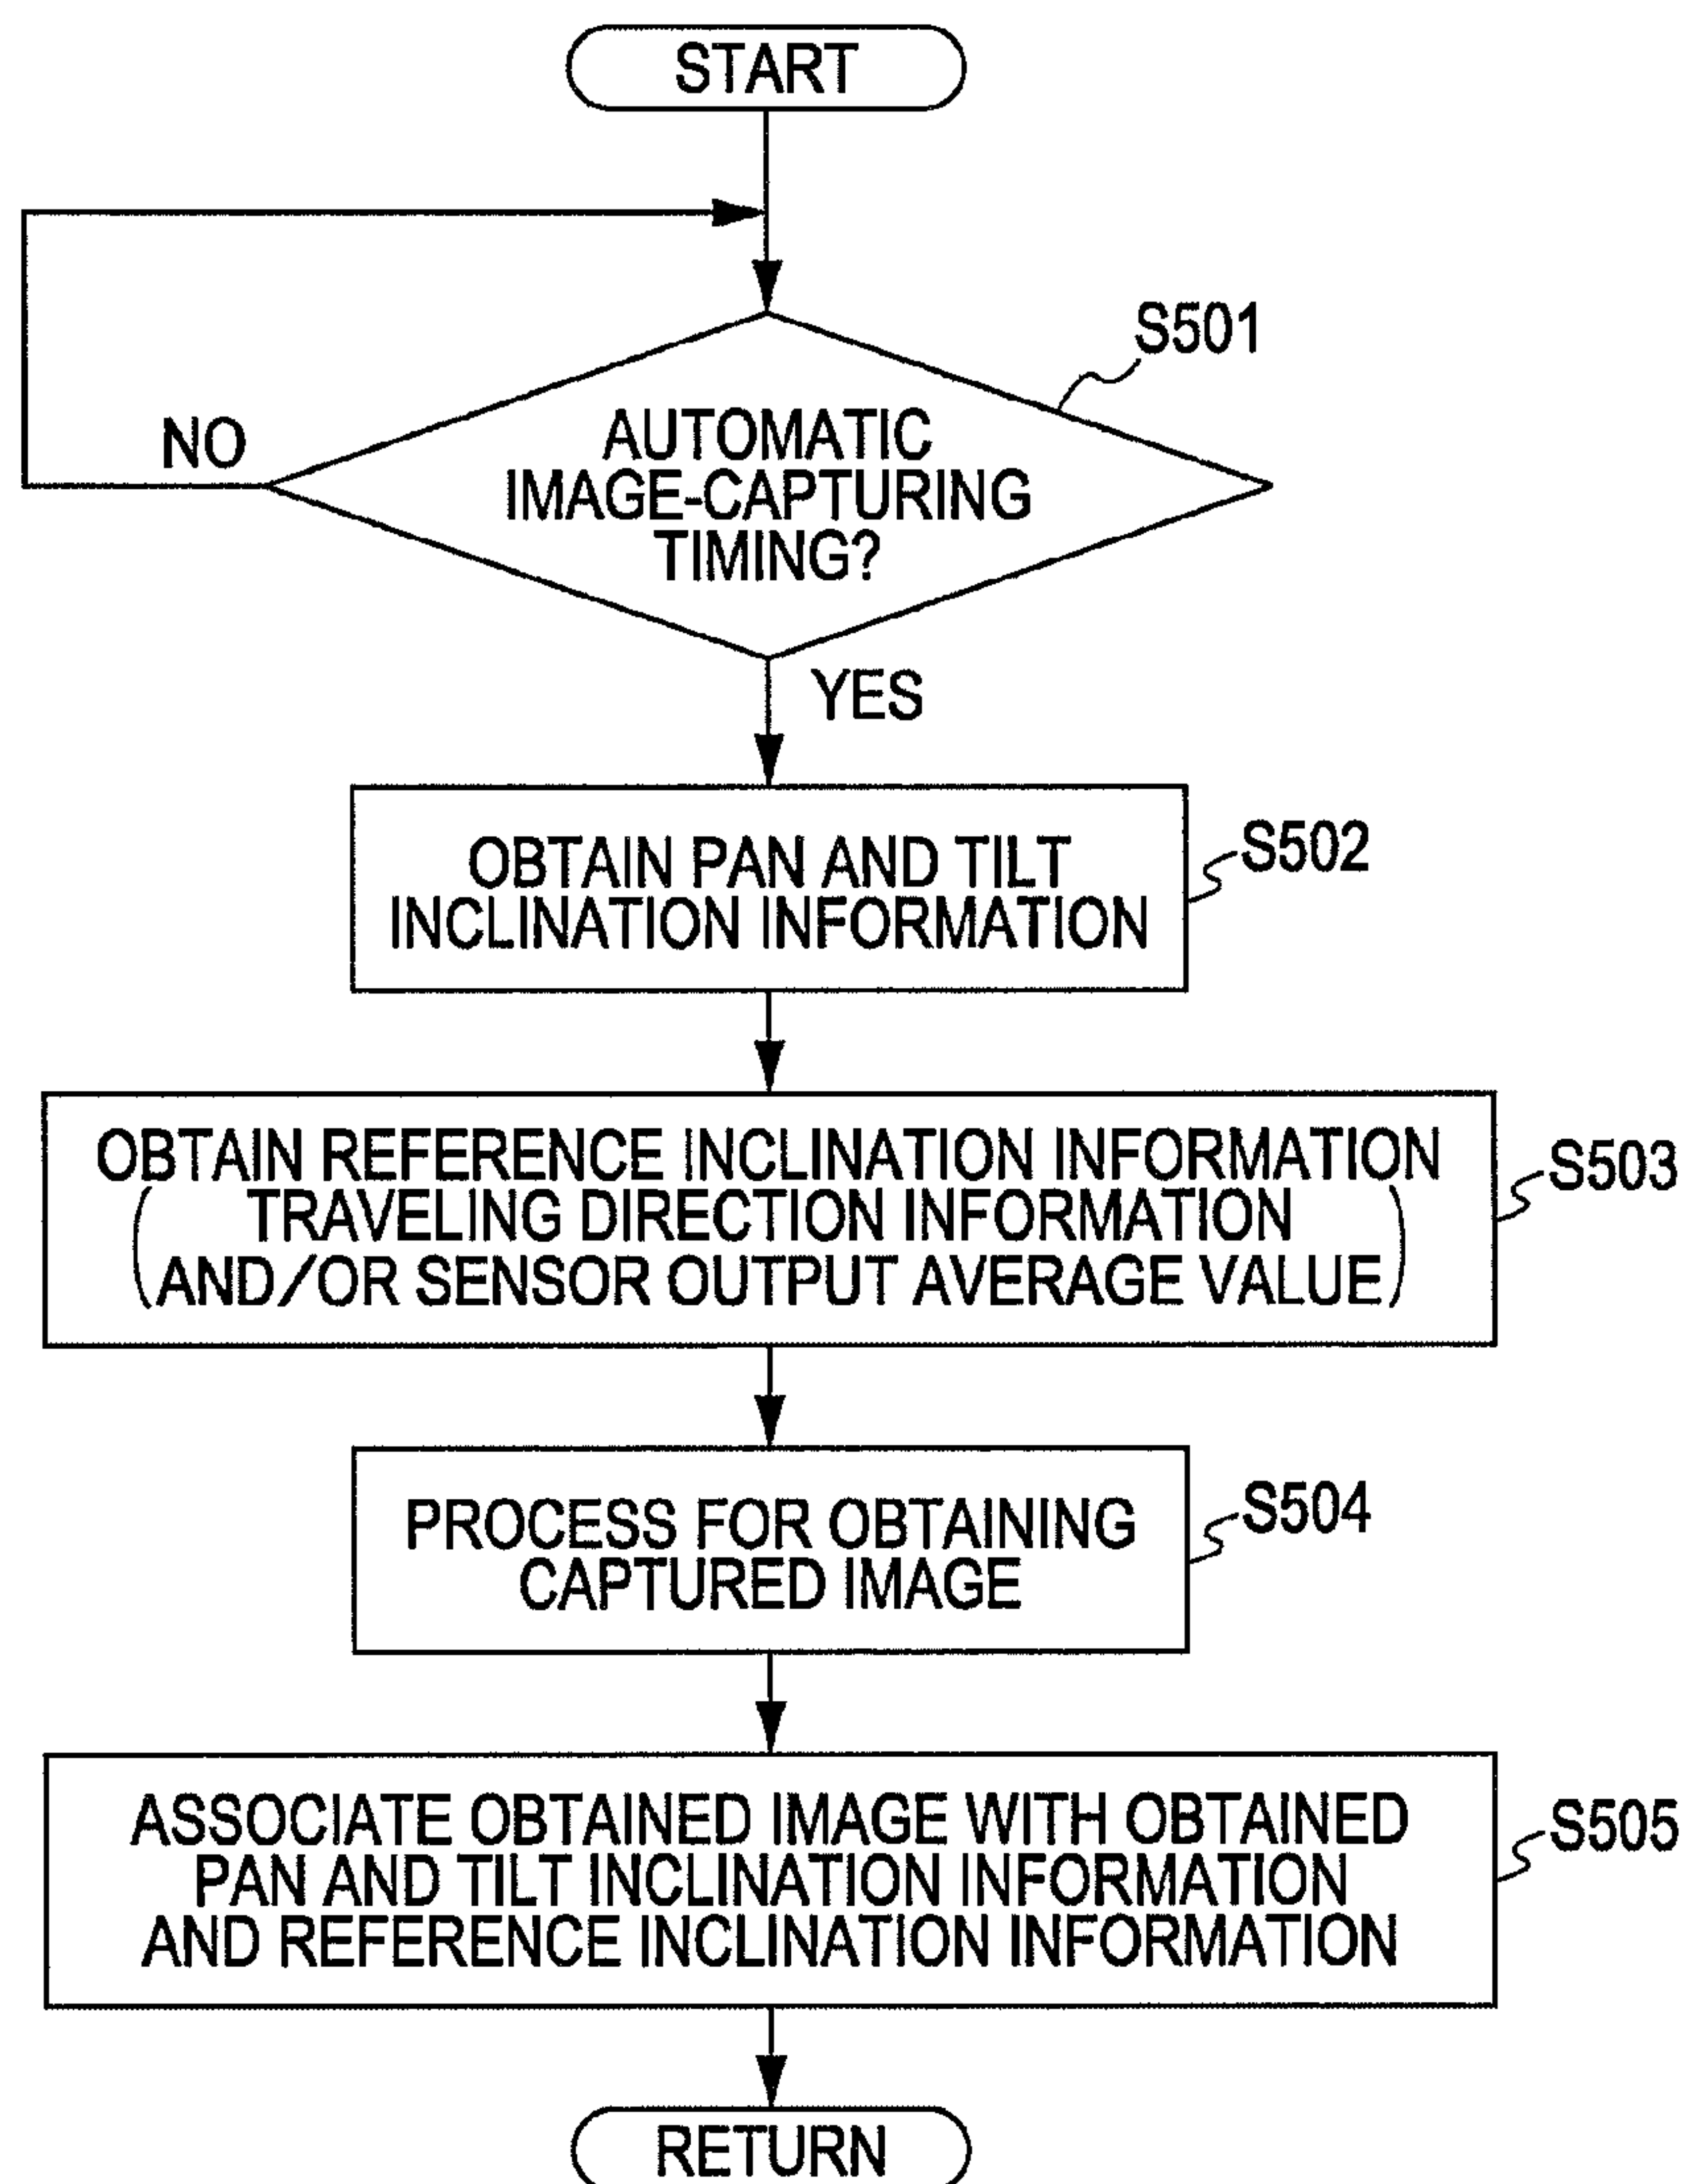 START
S501
NO
AUTOMATIC
IMAGE-CAPTURING
TIMING?
YES
OBTAIN PAN AND TILT
INCLINATION INFORMATION
S502
OBTAIN REFERENCE INCLINATION INFORMATION
(TRAVELING DIRECTION INFORMATION
AND/OR SENSOR OUTPUT AVERAGE VALUE)
S503
PROCESS FOR OBTAINING
CAPTURED IMAGE
S504
ASSOCIATE OBTAINED IMAGE WITH OBTAINED
PAN AND TILT INCLINATION INFORMATION
AND REFERENCE INCLINATION INFORMATION
S505
RETURN